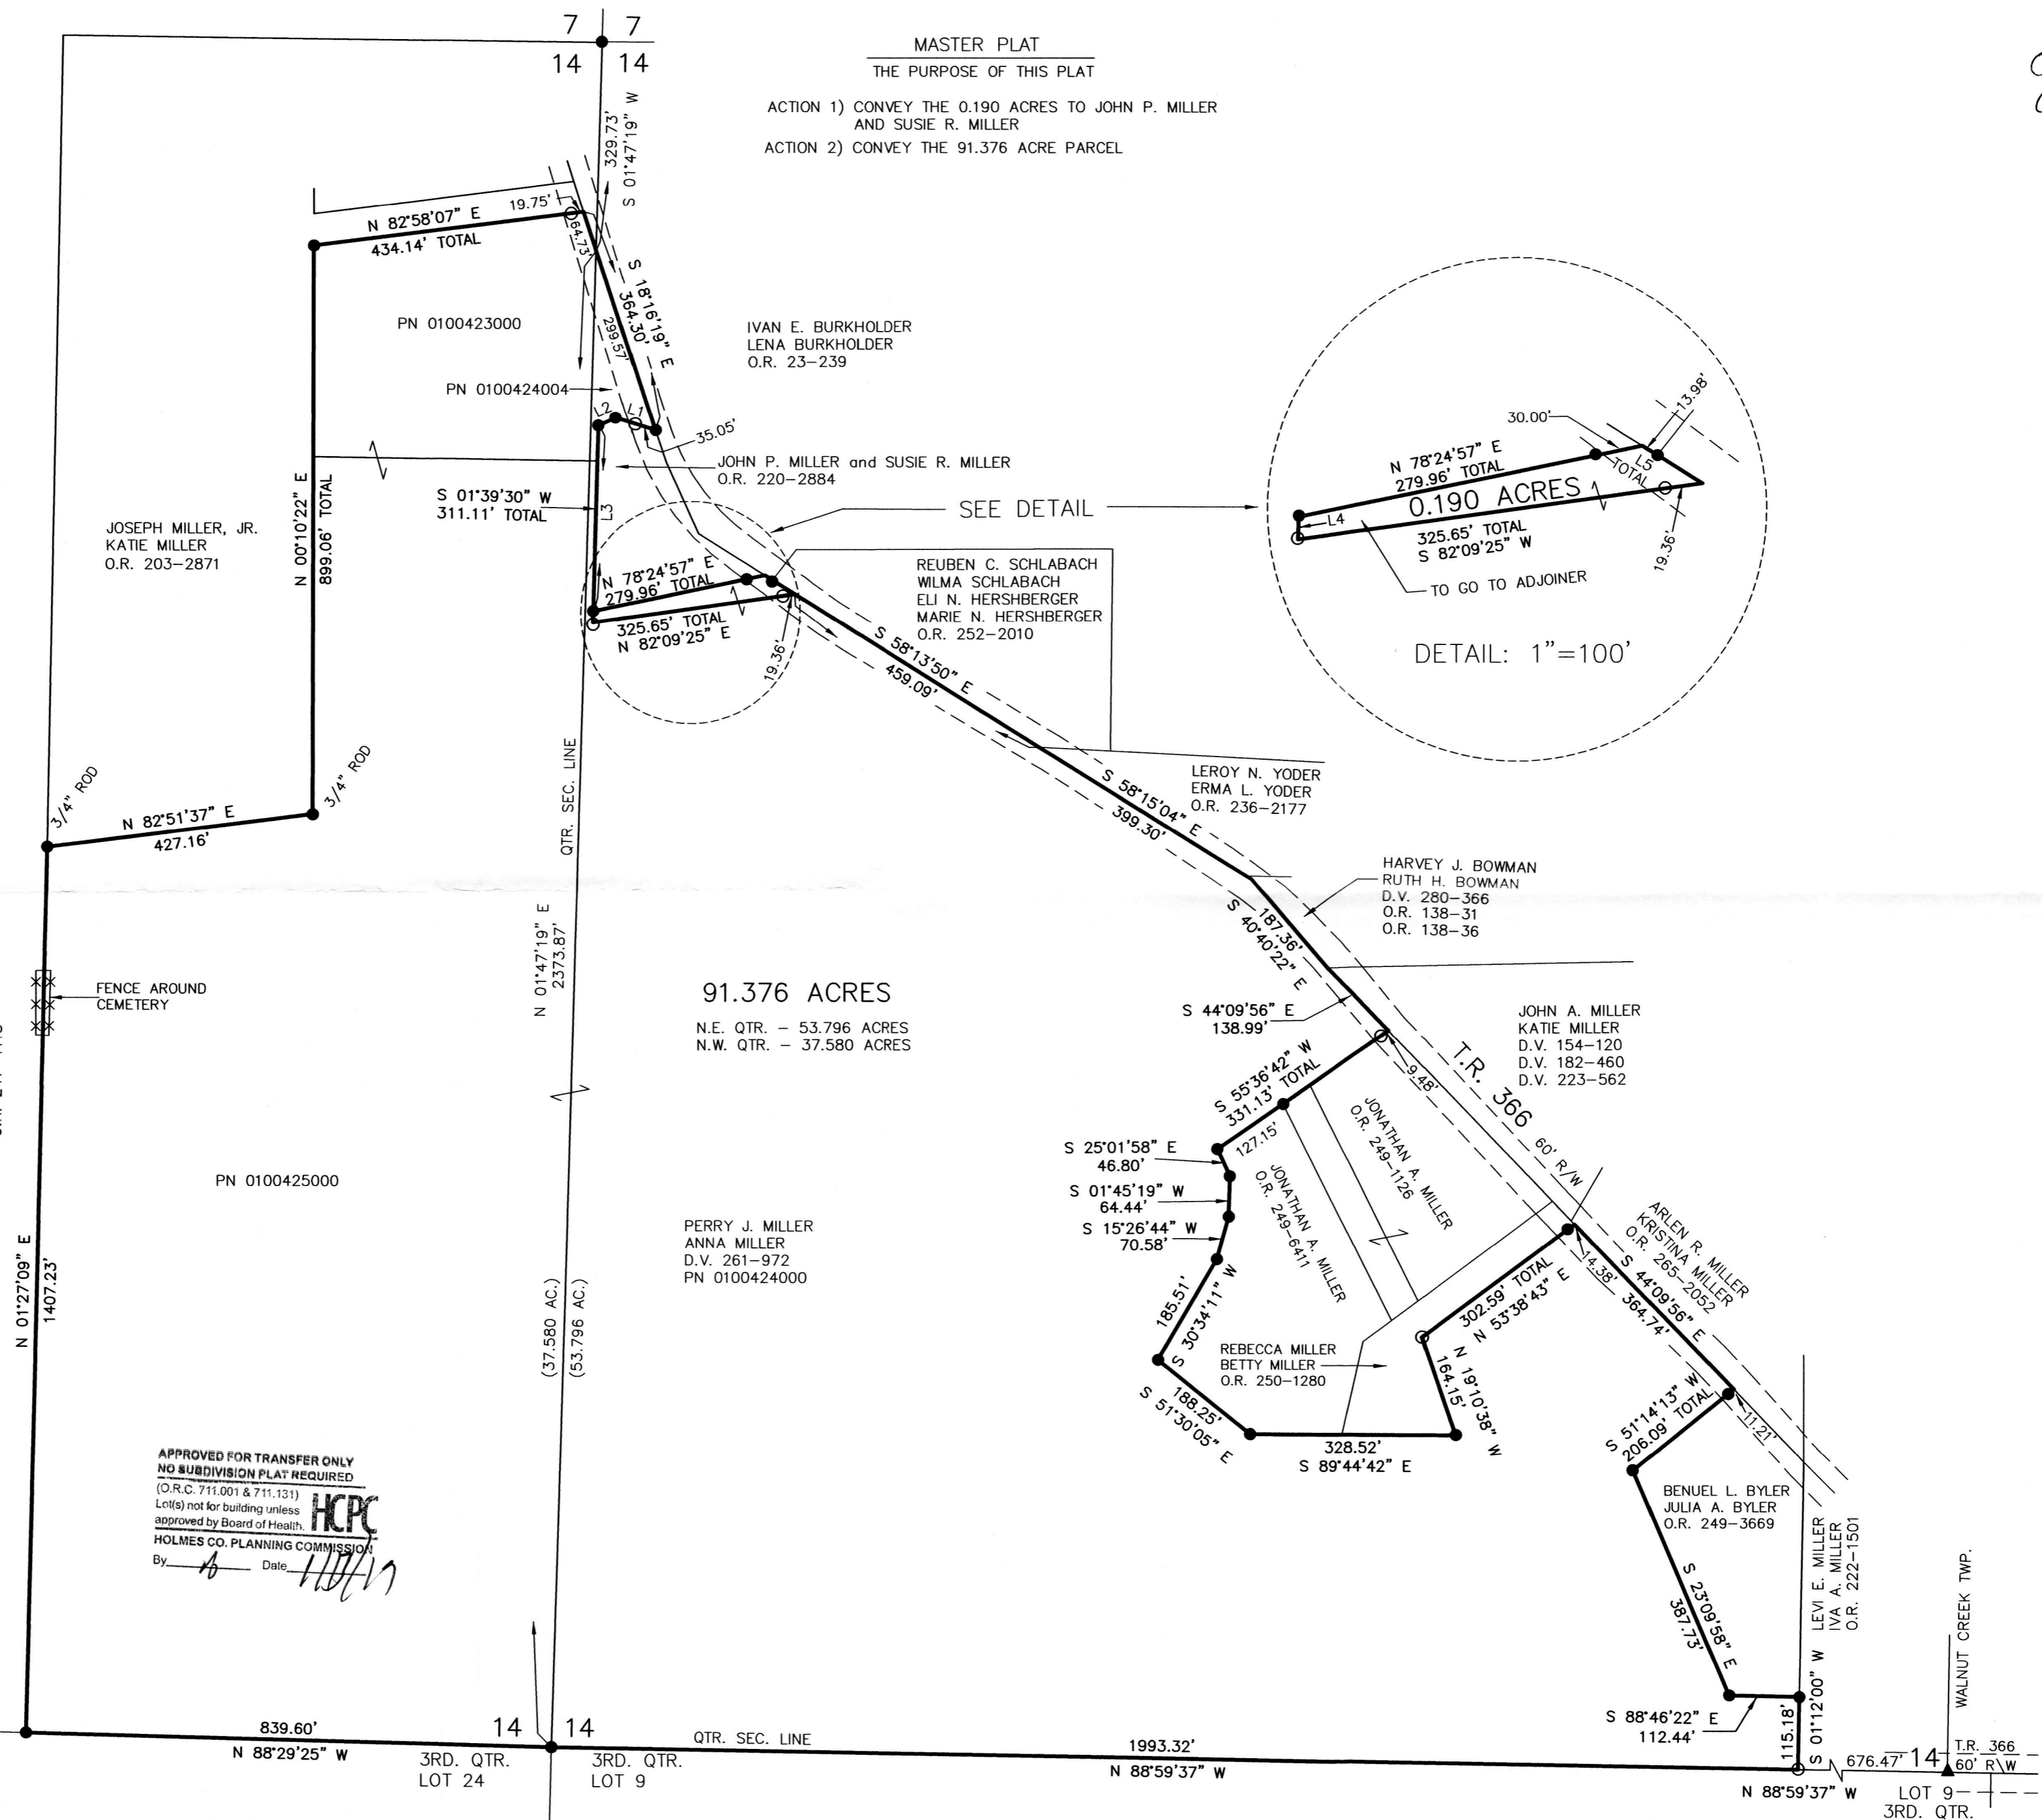 7 7
14 14
MASTER PLAT
THE PURPOSE OF THIS PLAT
ACTION 1) CONVEY THE 0.190 ACRES TO JOHN P. MILLER
AND SUSIE R. MILLER
ACTION 2) CONVEY THE 91.376 ACRE PARCEL
329.73'
S 01°47'19" W
N 82°58'07" E
434.14' TOTAL
19.75'
64.73'
S 18°16'19" E
364.30'
299.57'
PN 0100423000
IVAN E. BURKHOLDER
LENA BURKHOLDER
O.R. 23-239
PN 0100424004
L2
L1
35.05'
JOHN P. MILLER and SUSIE R. MILLER
O.R. 220-2884
S 01°39'30" W
311.11' TOTAL
L3
N 00°10'22" E
899.06' TOTAL
JOSEPH MILLER, JR.
KATIE MILLER
O.R. 203-2871
SEE DETAIL
30.00'
13.98'
N 78°24'57" E
279.96' TOTAL
L5
TOTAL
0.190 ACRES
L4
325.65' TOTAL
S 82°09'25" W
19.36'
TO GO TO ADJOINER
DETAIL: 1"=100'
N 78°24'57" E
279.96' TOTAL
325.65' TOTAL
N 82°09'25" E
19.36'
REUBEN C. SCHLABACH
WILMA SCHLABACH
ELI N. HERSHBERGER
MARIE N. HERSHBERGER
O.R. 252-2010
S 58°13'50" E
459.09'
3/4" ROD
3/4" ROD
N 82°51'37" E
427.16'
QTR. SEC. LINE
LEROY N. YODER
ERMA L. YODER
O.R. 236-2177
S 58°15'04" E
399.30'
HARVEY J. BOWMAN
RUTH H. BOWMAN
D.V. 280-366
O.R. 138-31
O.R. 138-36
187.36'
S 40°40'22" E
FENCE AROUND
CEMETERY
N 01°47'19" E
2373.87'
91.376 ACRES
N.E. QTR. - 53.796 ACRES
N.W. QTR. - 37.580 ACRES
S 44°09'56" E
138.99'
JOHN A. MILLER
KATIE MILLER
D.V. 154-120
D.V. 182-460
D.V. 223-562
T.R. 366
60' R/W
9.48'
S 55°36'42" W
331.13' TOTAL
127.15'
JONATHAN A. MILLER
O.R. 249-1126
JONATHAN A. MILLER
O.R. 249-6411
S 25°01'58" E
46.80'
S 01°45'19" W
64.44'
S 15°26'44" W
70.58'
PN 0100425000
PERRY J. MILLER
ANNA MILLER
D.V. 261-972
PN 0100424000
185.51'
S 30°34'11" W
N 01°27'09" E
1407.23'
(37.580 AC.)
(53.796 AC.)
ARLEN R. MILLER
KRISTINA MILLER
O.R. 265-2052
14.38'
S 44°09'56" E
364.74'
302.59' TOTAL
N 53°38'43" E
REBECCA MILLER
BETTY MILLER
O.R. 250-1280
N 19°10'38" W
164.15'
188.25'
S 51°30'05" E
328.52'
S 89°44'42" E
S 51°14'13" W
206.09' TOTAL
11.21'
BENUEL L. BYLER
JULIA A. BYLER
O.R. 249-3669
APPROVED FOR TRANSFER ONLY
NO SUBDIVISION PLAT REQUIRED
(O.R.C. 711.001 & 711.131)
Lot(s) not for building unless
approved by Board of Health.
HCPC
HOLMES CO. PLANNING COMMISSION
By Date
S 23°09'58" E
387.73'
LEVI E. MILLER
IVA A. MILLER
O.R. 222-1501
S 88°46'22" E
112.44'
115.18'
S 01°12'00" W
WALNUT CREEK TWP.
839.60'
N 88°29'25" W
14 14
3RD. QTR.
LOT 24
3RD. QTR.
LOT 9
QTR. SEC. LINE
1993.32'
N 88°59'37" W
N 88°59'37" W
676.47'
14
T.R. 366
60' R\W
LOT 9
3RD. QTR.